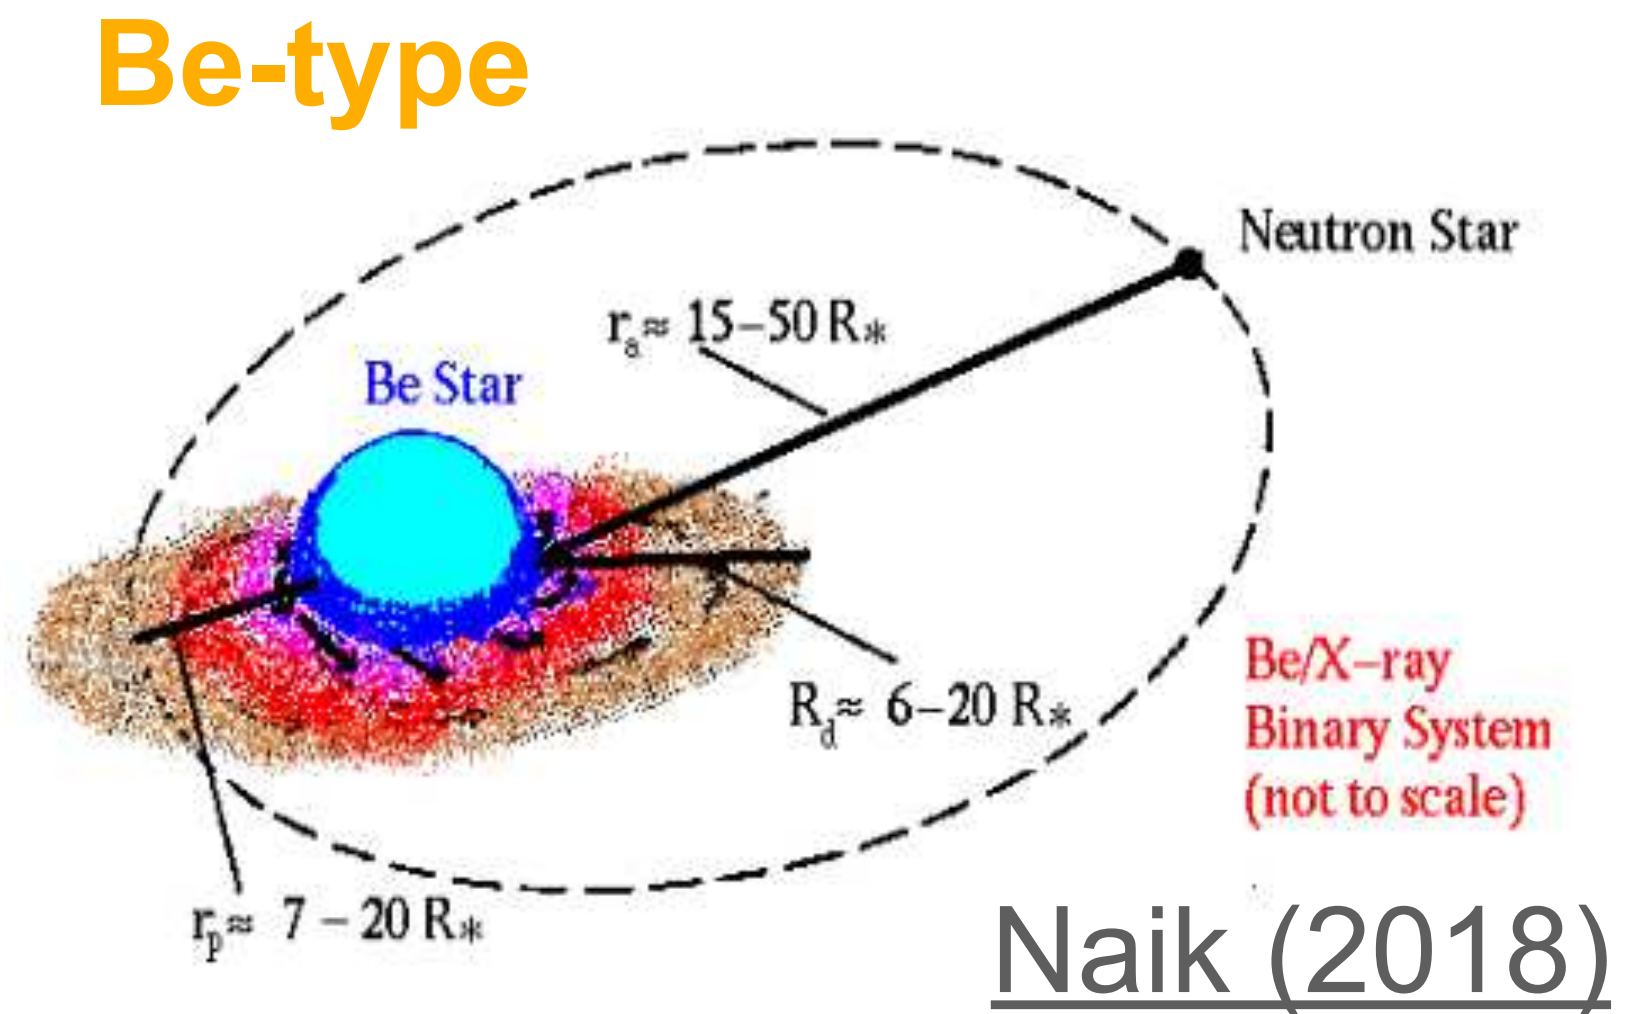 Be-type
Neutron Star
rₐ≈ 15–50 R*
Be Star
R_d≈ 6–20 R*
Be/X–ray
Binary System
(not to scale)
r_p≈ 7 – 20 R*
Naik (2018)